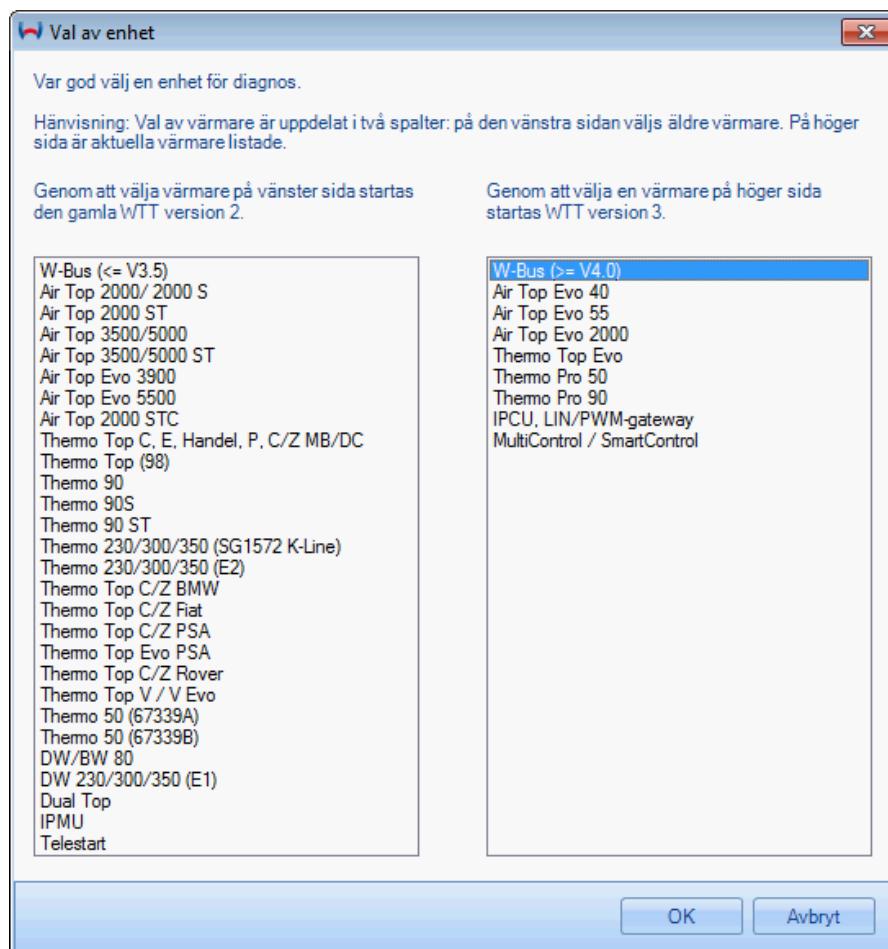 Val av enhet
Var god välj en enhet för diagnos.
Hänvisning: Val av värmare är uppdelat i två spalter: på den vänstra sidan väljs äldre värmare. På höger
sida är aktuella värmare listade.
Genom att välja värmare på vänster sida startas
den gamla WTT version 2.
W-Bus (<= V3.5)
Air Top 2000/ 2000 S
Air Top 2000 ST
Air Top 3500/5000
Air Top 3500/5000 ST
Air Top Evo 3900
Air Top Evo 5500
Air Top 2000 STC
Thermo Top C, E, Handel, P, C/Z MB/DC
Thermo Top (98)
Thermo 90
Thermo 90S
Thermo 90 ST
Thermo 230/300/350 (SG1572 K-Line)
Thermo 230/300/350 (E2)
Thermo Top C/Z BMW
Thermo Top C/Z Fiat
Thermo Top C/Z PSA
Thermo Top Evo PSA
Thermo Top C/Z Rover
Thermo Top V / V Evo
Thermo 50 (67339A)
Thermo 50 (67339B)
DW/BW 80
DW 230/300/350 (E1)
Dual Top
IPMU
Telestart
Genom att välja en värmare på höger sida
startas WTT version 3.
W-Bus (>= V4.0)
Air Top Evo 40
Air Top Evo 55
Air Top Evo 2000
Thermo Top Evo
Thermo Pro 50
Thermo Pro 90
IPCU, LIN/PWM-gateway
MultiControl / SmartControl
OK
Avbryt